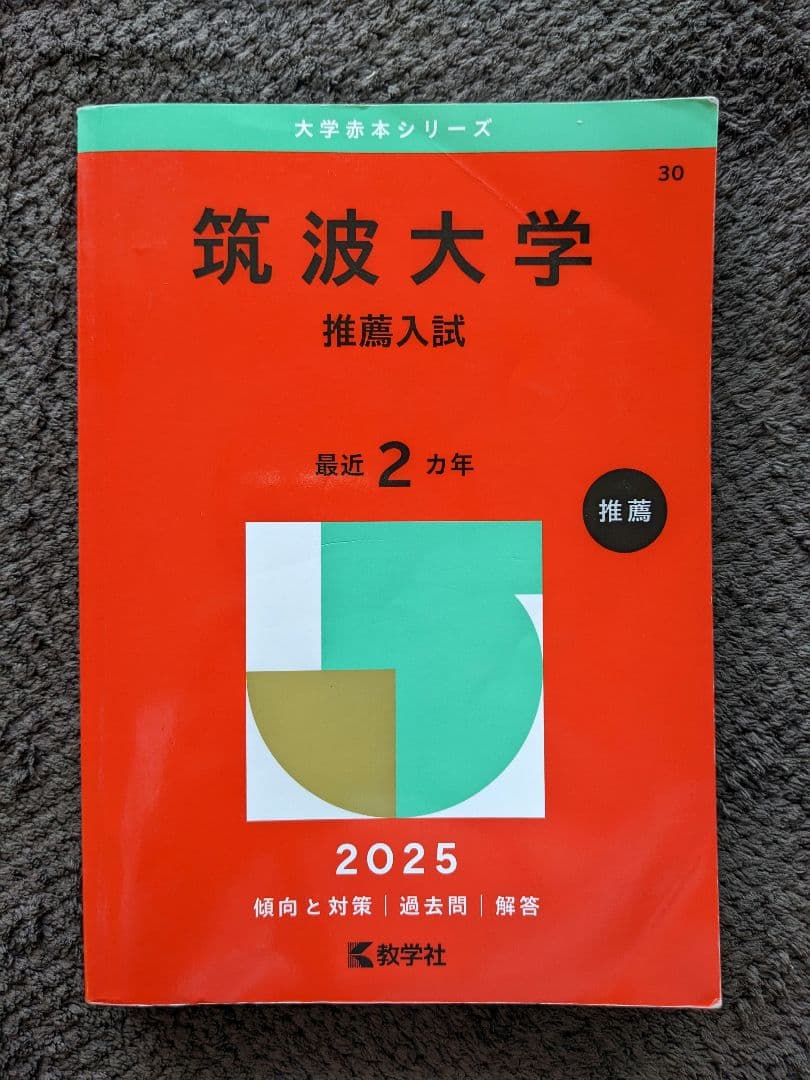 大学赤本シリーズ
30
筑波大学
推薦入試
最近2カ年
推薦
2025
傾向と対策｜過去問｜解答
教学社